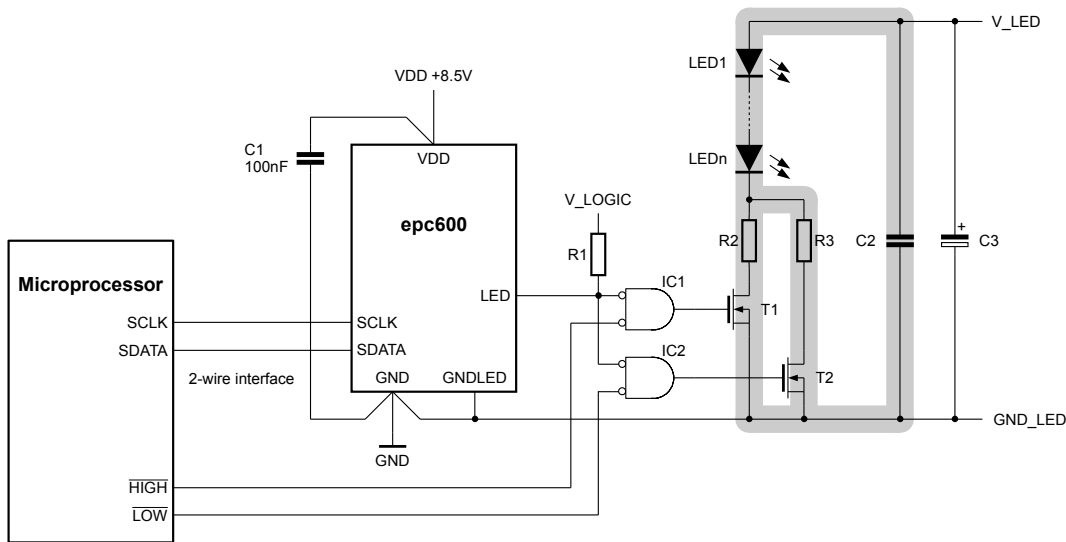 V_LED
LED1
VDD +8.5V
C1
100nF
VDD
LEDn
V_LOGIC
epc600
R1
R2
R3
C2
+
C3
Microprocessor
LED
IC1
T1
SCLK
SCLK
SDATA
SDATA
IC2
T2
2-wire interface
GND
GNDLED
GND_LED
GND
HIGH
LOW